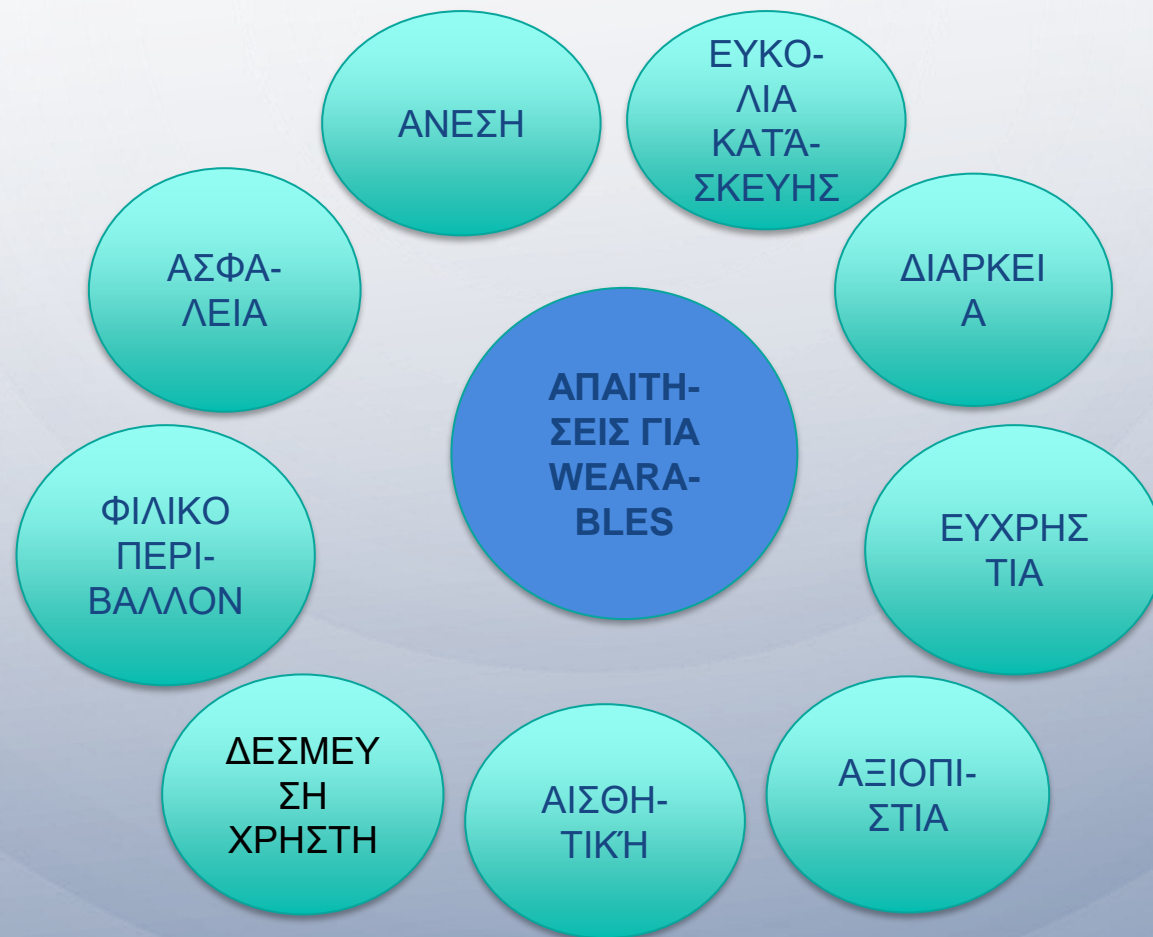 ΑΝΕΣΗ
ΕΥΚΟ-
ΛΙΑ
ΚΑΤΆ-
ΣΚΕΥΗΣ
ΑΣΦΑ-
ΛΕΙΑ
ΔΙΑΡΚΕΙ
Α
ΑΠΑΙΤΗ-
ΣΕΙΣ ΓΙΑ
WEARA-
BLES
ΦΙΛΙΚΟ
ΠΕΡΙ-
ΒΑΛΛΟΝ
ΕΥΧΡΗΣ
ΤΙΑ
ΔΕΣΜΕΥ
ΣΗ
ΧΡΗΣΤΗ
ΑΙΣΘΗ-
ΤΙΚΉ
ΑΞΙΟΠΙ-
ΣΤΙΑ